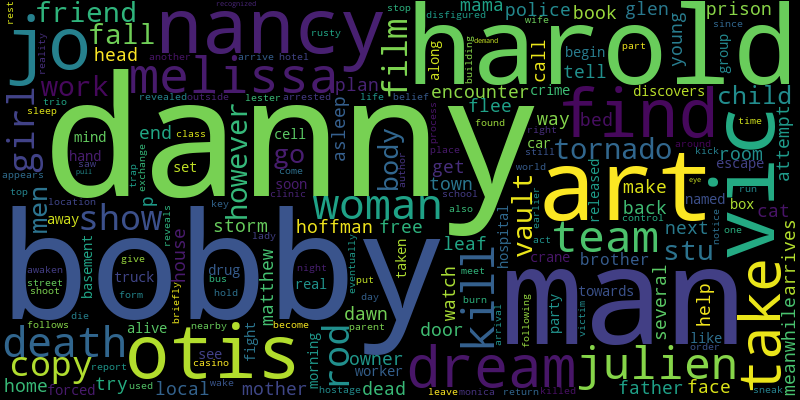 friend
jo
nancy
harold
fall
mama
police
book
glen
prison
rest
stop
disfigured
wife
since
recognized
reality
another
arrive
hotel
rusty
head
film
along
call
begin
tell
young
group
demand
building
part
work
melissa
plan
encounter
crime
discovers
child
trio
revealed
outside
lester
arrested
life
belief
flee
girl
danny
find
sleep
mind
end
class
cell
asleep
body
author
process
found
way
bed
time
attempt
hand
saw
pull
set
exchange
trap
however
go
soon
come
clinic
place
get
town
school
also
right
car
still
world
tornado
room
around
kick
escape
vic
appears
top
location
key
p
woman
art
vault
earlier
act
released
make
back
control
named
box
run
notice
eye
cat
one
men
away
show
storm
hoffman
free
leaf
team
stu
next
bobby
man
kill
take
basement
reveals
house
lady
matthew
real
night
eventually
taken
watch
hospital
crane
brother
towards
several
help
meanwhile
arrives
awaken
street
shoot
give
truck
form
briefly
drug
bus
hold
put
day
parent
dawn
door
meet
burn
arrival
following
party
victim
like
order
death
follows
die
nearby
become
alive
see
fight
morning
rod
owner
worker
dream
julien
copy
otis
report
casino
home
forced
try
used
local
wake
mother
hostage
dead
leave
monica
return
killed
father
face
sneak